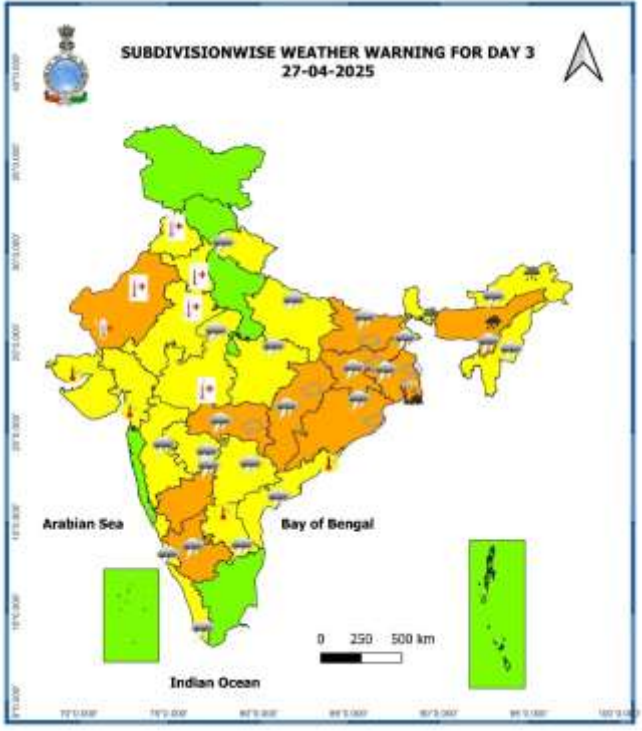 SUBDIVISIONWISE WEATHER WARNING FOR DAY 3
27-04-2025
Arabian Sea
Bay of Bengal
0 250 500 km
Indian Ocean